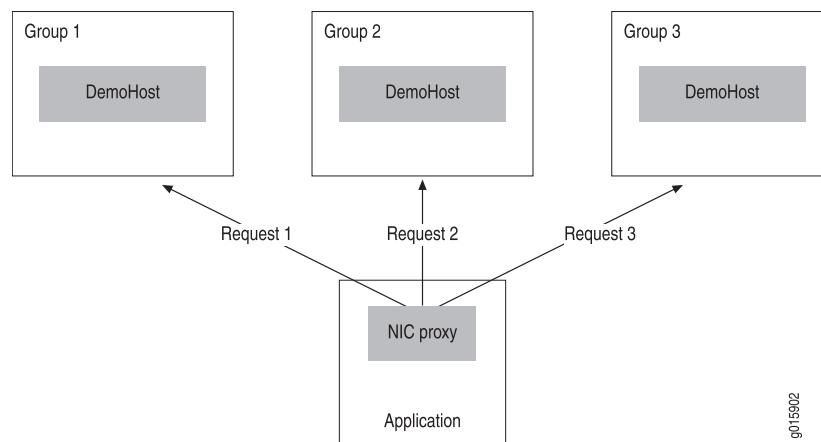 Group 1
Group 2
Group 3
DemoHost
DemoHost
DemoHost
Request 1
Request 2
Request 3
NIC proxy
Application
g015902